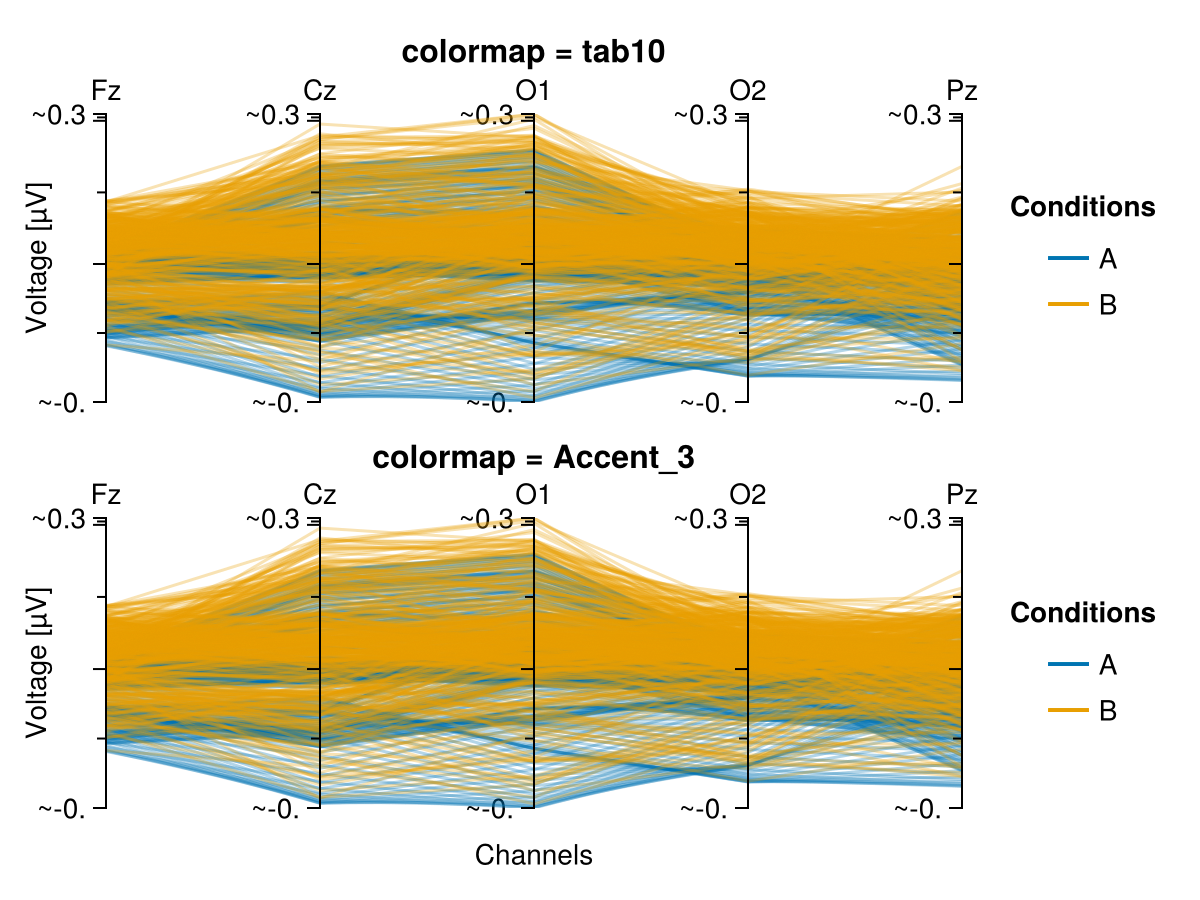 colormap = tab10
Fz Cz O1 O2 Pz
~0.3 ~0.3 ~0.3 ~0.3 ~0.3
Voltage [µV]
~-0. ~-0. ~-0. ~-0. ~-0.
Conditions
A
B
colormap = Accent_3
Fz Cz O1 O2 Pz
~0.3 ~0.3 ~0.3 ~0.3 ~0.3
Voltage [µV]
~-0. ~-0. ~-0. ~-0. ~-0.
Conditions
A
B
Channels